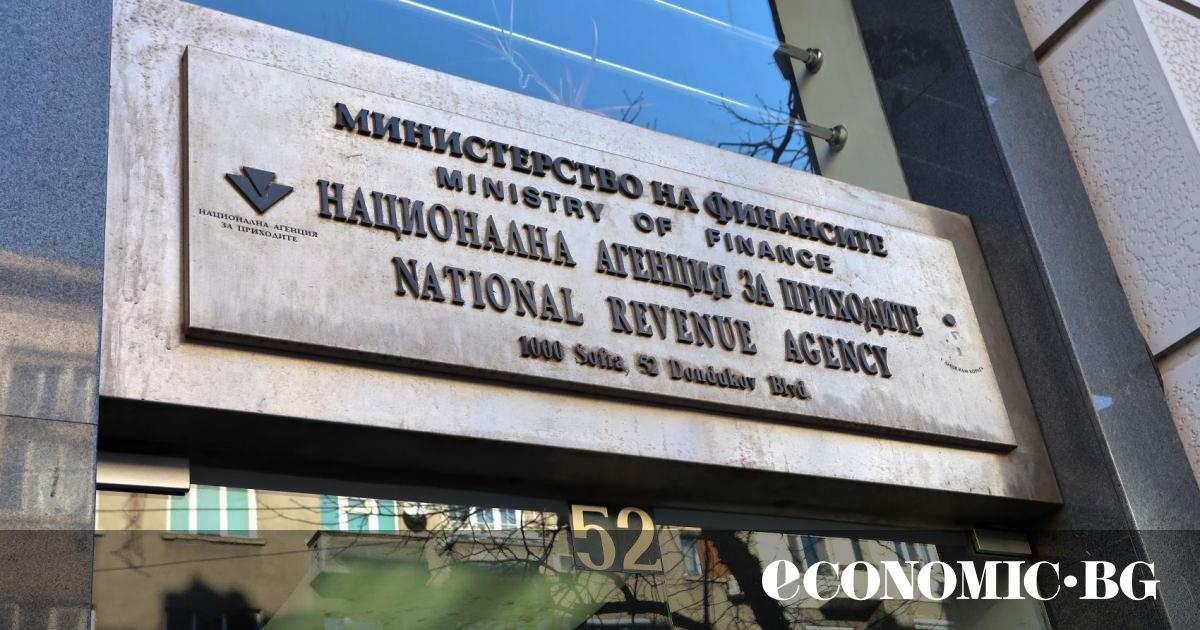 МИНИСТЕРСТВО НА ФИНАНСИТЕ
MINISTRY OF FINANCE
НАЦИОНАЛНА АГЕНЦИЯ
ЗА ПРИХОДИТЕ
НАЦИОНАЛНА АГЕНЦИЯ ЗА ПРИХОДИТЕ
NATIONAL REVENUE AGENCY
1000 Sofia, 52 Dondukov Blvd.
52
eCONOMIC•BG